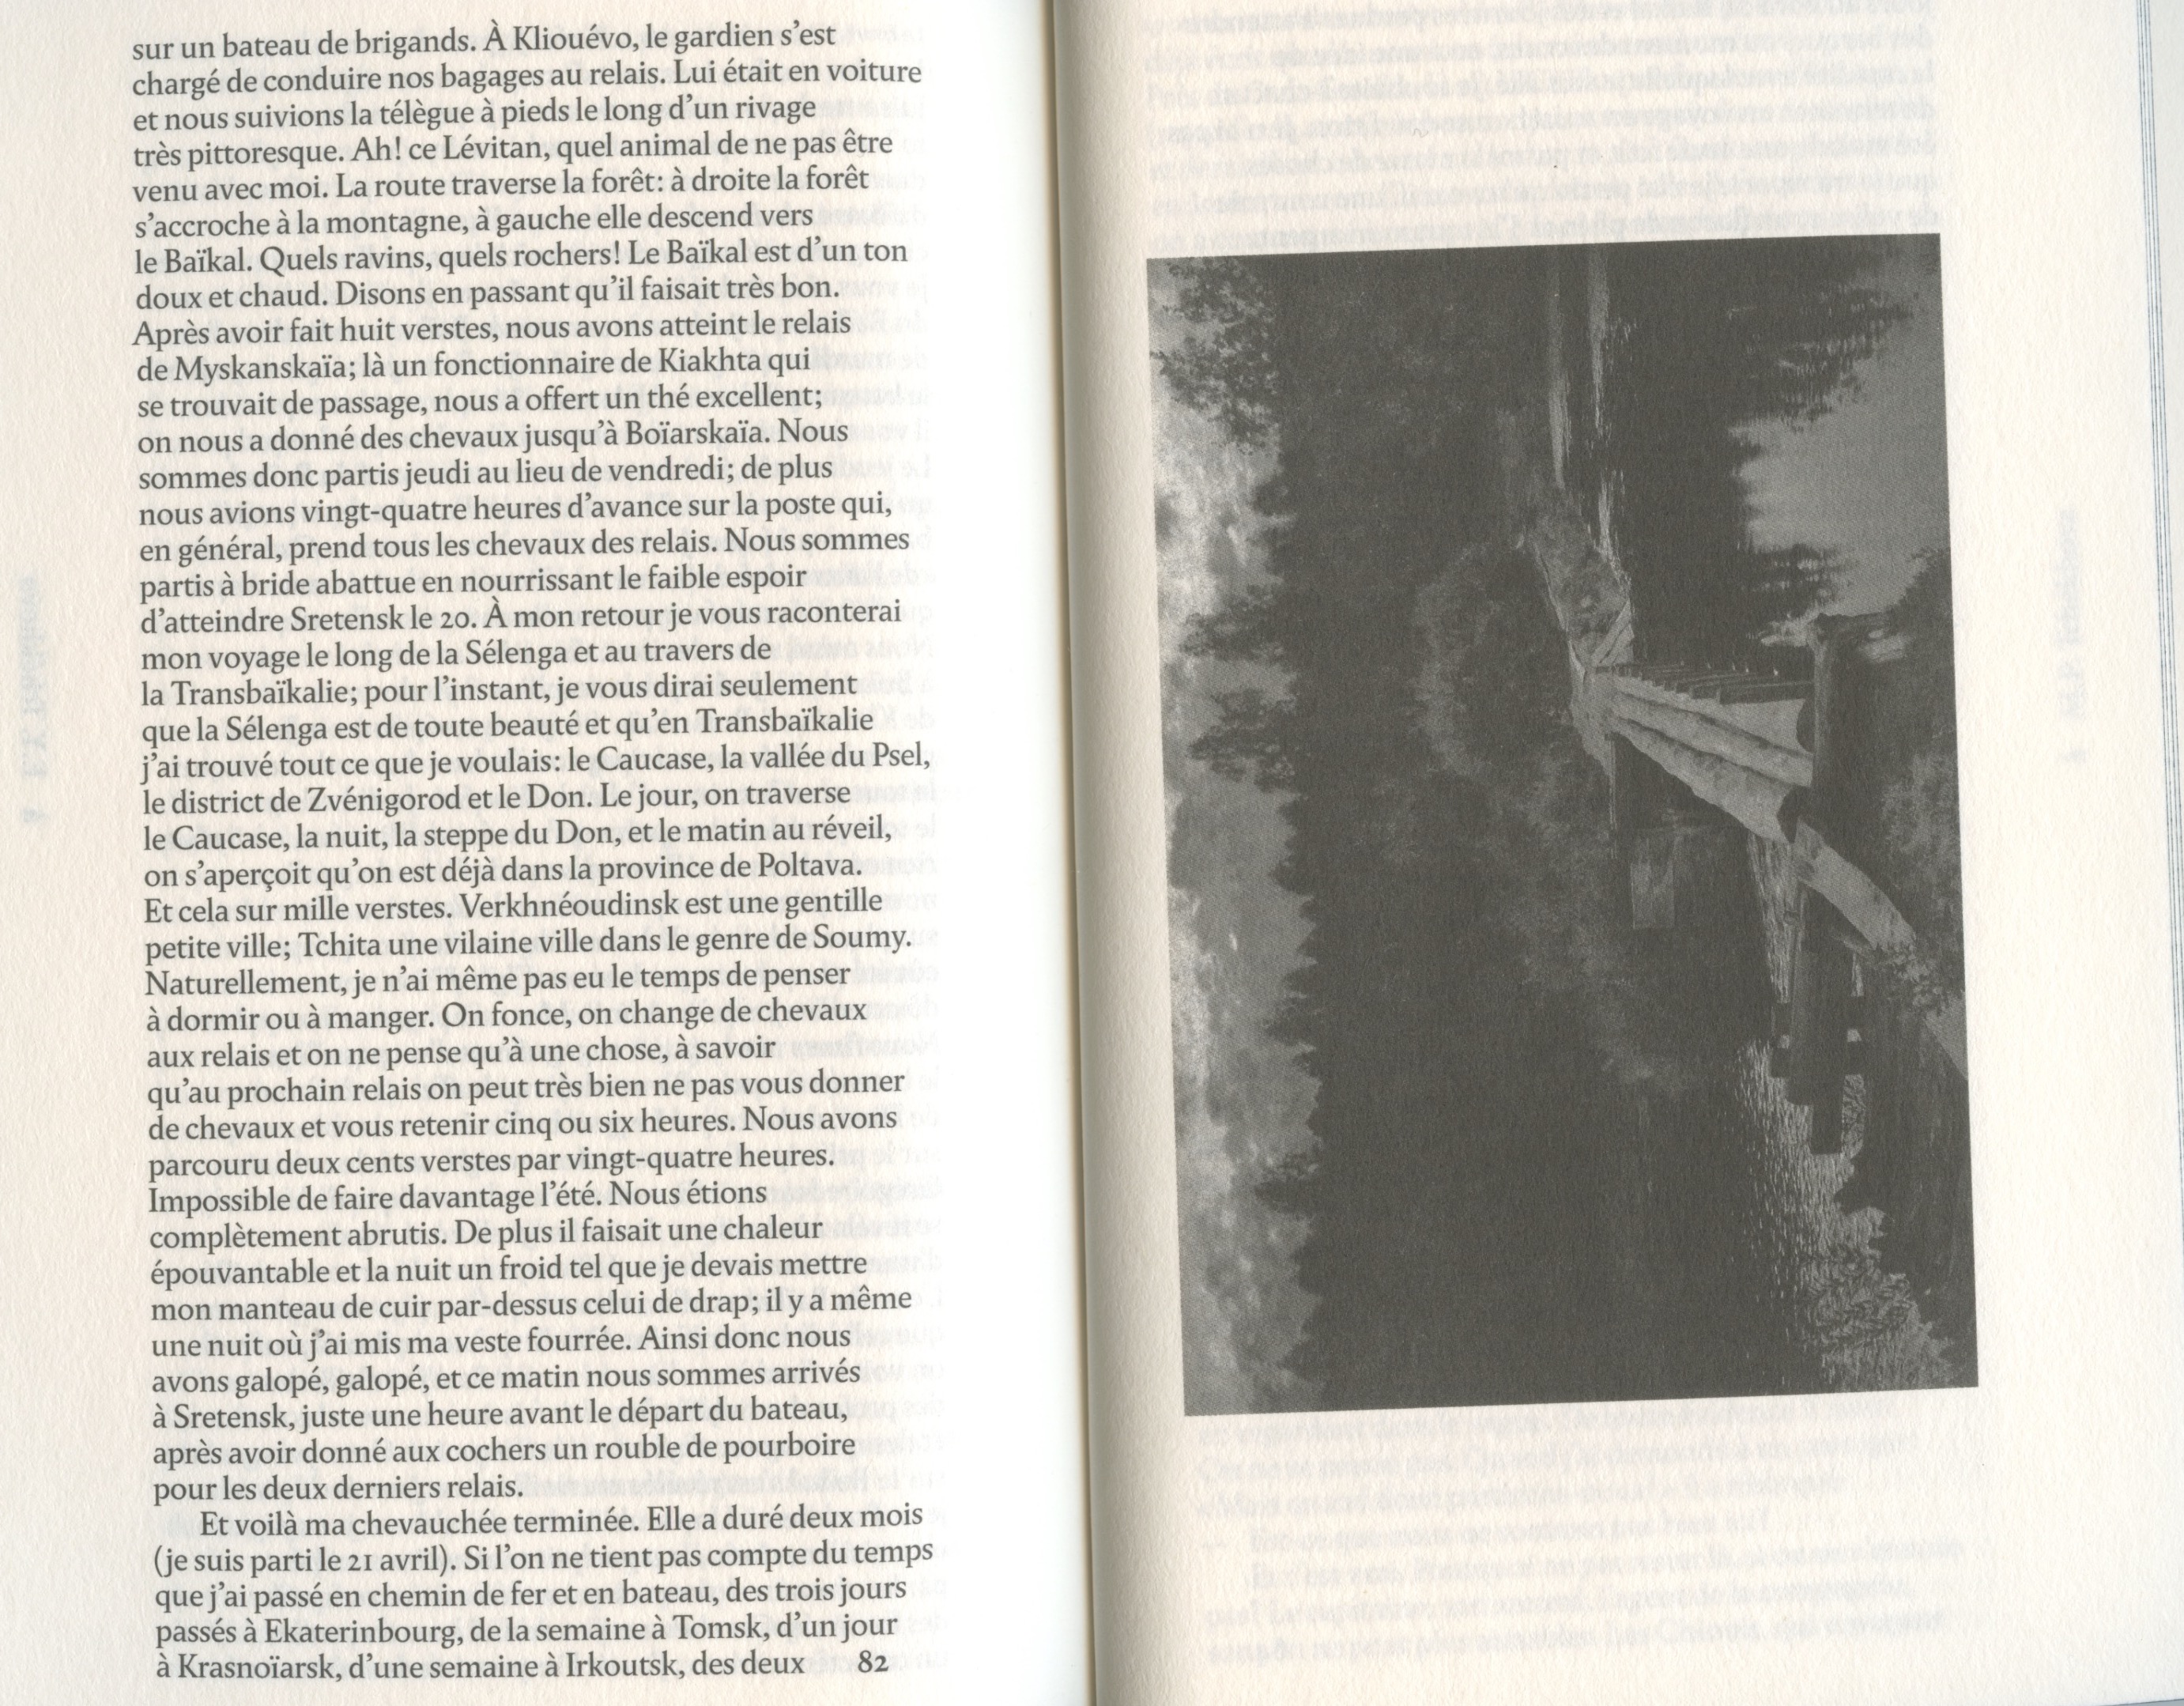 sur un bateau de brigands. À Kliouévo, le gardien s’est
chargé de conduire nos bagages au relais. Lui était en voiture
et nous suivions la télègue à pieds le long d’un rivage
très pittoresque. Ah! ce Lévitan, quel animal de ne pas être
venu avec moi. La route traverse la forêt: à droite la forêt
s’accroche à la montagne, à gauche elle descend vers
le Baïkal. Quels ravins, quels rochers! Le Baïkal est d’un ton
doux et chaud. Disons en passant qu’il faisait très bon.
Après avoir fait huit verstes, nous avons atteint le relais
de Myskanskaïa; là un fonctionnaire de Kiakhta qui
se trouvait de passage, nous a offert un thé excellent;
on nous a donné des chevaux jusqu’à Boïarskaïa. Nous
sommes donc partis jeudi au lieu de vendredi; de plus
nous avions vingt-quatre heures d’avance sur la poste qui,
en général, prend tous les chevaux des relais. Nous sommes
partis à bride abattue en nourrissant le faible espoir
d’atteindre Sretensk le 20. À mon retour je vous raconterai
mon voyage le long de la Sélenga et au travers de
la Transbaïkalie; pour l’instant, je vous dirai seulement
que la Sélenga est de toute beauté et qu’en Transbaïkalie
j’ai trouvé tout ce que je voulais: le Caucase, la vallée du Psel,
le district de Zvénigorod et le Don. Le jour, on traverse
le Caucase, la nuit, la steppe du Don, et le matin au réveil,
on s’aperçoit qu’on est déjà dans la province de Poltava.
Et cela sur mille verstes. Verkhnéoudinsk est une gentille
petite ville; Tchita une vilaine ville dans le genre de Soumy.
Naturellement, je n’ai même pas eu le temps de penser
à dormir ou à manger. On fonce, on change de chevaux
aux relais et on ne pense qu’à une chose, à savoir
qu’au prochain relais on peut très bien ne pas vous donner
de chevaux et vous retenir cinq ou six heures. Nous avons
parcouru deux cents verstes par vingt-quatre heures.
Impossible de faire davantage l’été. Nous étions
complètement abrutis. De plus il faisait une chaleur
épouvantable et la nuit un froid tel que je devais mettre
mon manteau de cuir par-dessus celui de drap; il y a même
une nuit où j’ai mis ma veste fourrée. Ainsi donc nous
avons galopé, galopé, et ce matin nous sommes arrivés
à Sretensk, juste une heure avant le départ du bateau,
après avoir donné aux cochers un rouble de pourboire
pour les deux derniers relais.
Et voilà ma chevauchée terminée. Elle a duré deux mois
(je suis parti le 21 avril). Si l’on ne tient pas compte du temps
que j’ai passé en chemin de fer et en bateau, des trois jours
passés à Ekaterinbourg, de la semaine à Tomsk, d’un jour
à Krasnoïarsk, d’une semaine à Irkoutsk, des deux 82